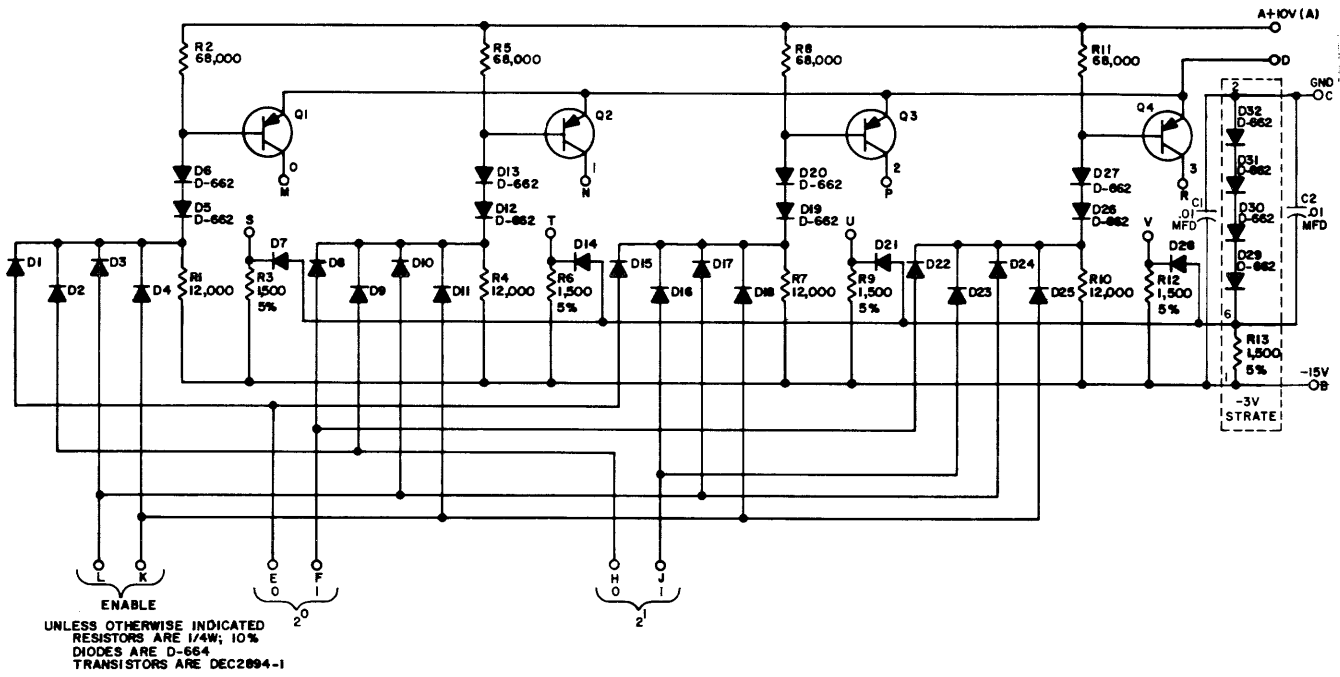 A+10V (A)
R2
68,000
R5
68,000
R8
68,000
R11
68,000
D
GND
C
2
Q1
Q2
Q3
Q4
D32
D-662
0
M
1
N
2
P
3
R
D6
D-662
D13
D-662
D20
D-662
D27
D-662
D31
D-662
D5
D-662
D12
D-662
D19
D-662
D26
D-662
C1
.01
MFD
D30
D-662
C2
.01
MFD
S
T
U
V
D1
D2
D3
D4
R1
12,000
D7
R3
1,500
5%
D8
D9
D10
D11
R4
12,000
D14
R6
1,500
5%
D15
D16
D17
D18
R7
12,000
D21
R9
1,500
5%
D22
D23
D24
D25
R10
12,000
D28
R12
1,500
5%
D29
D-662
6
R13
1,500
5%
1
-15V
B
-3V
STRATE
L
K
E
F
H
J
0
1
0
1
ENABLE
2⁰
2¹
UNLESS OTHERWISE INDICATED
RESISTORS ARE 1/4W; 10%
DIODES ARE D-664
TRANSISTORS ARE DEC2894-1